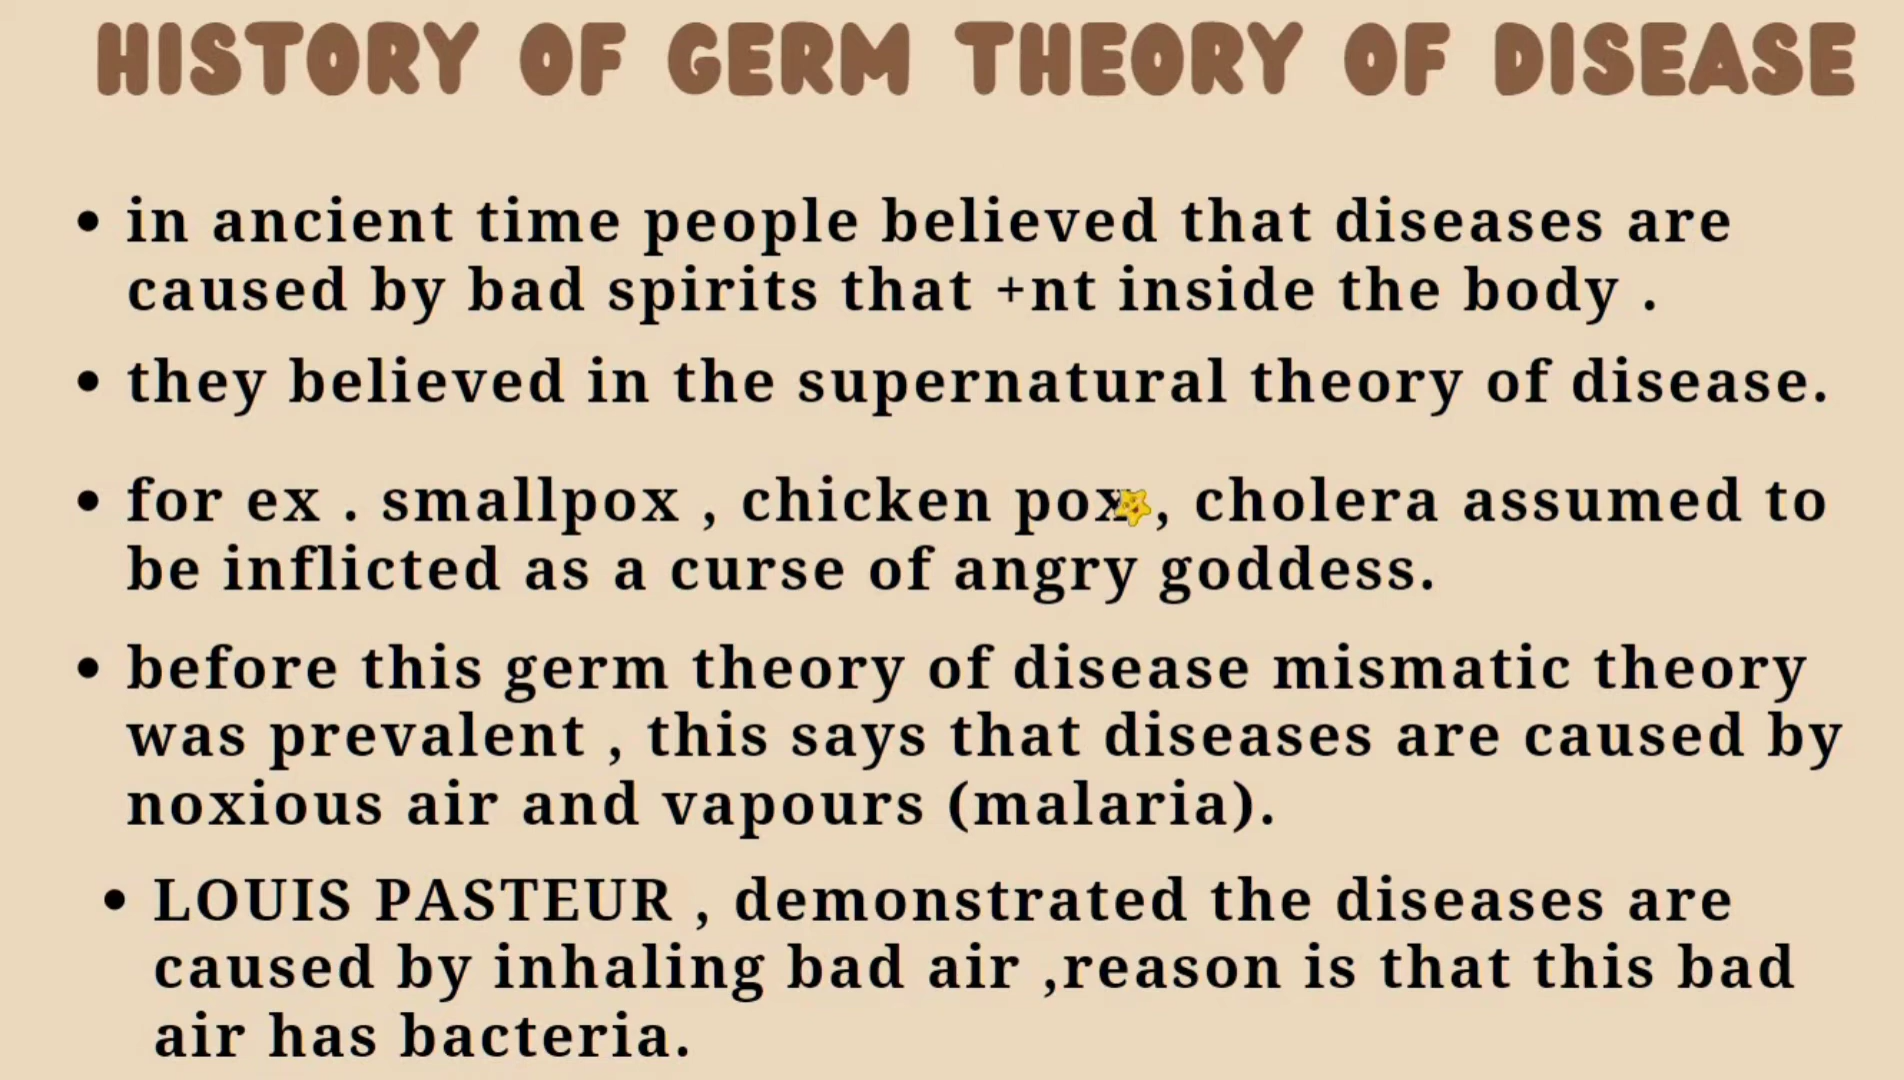 HISTORY OF GERM THEORY OF DISEASE
• in ancient time people believed that diseases are
caused by bad spirits that +nt inside the body .
• they believed in the supernatural theory of disease.
• for ex . smallpox , chicken pox , cholera assumed to
be inflicted as a curse of angry goddess.
• before this germ theory of disease mismatic theory
was prevalent , this says that diseases are caused by
noxious air and vapours (malaria).
• LOUIS PASTEUR , demonstrated the diseases are
caused by inhaling bad air ,reason is that this bad
air has bacteria.